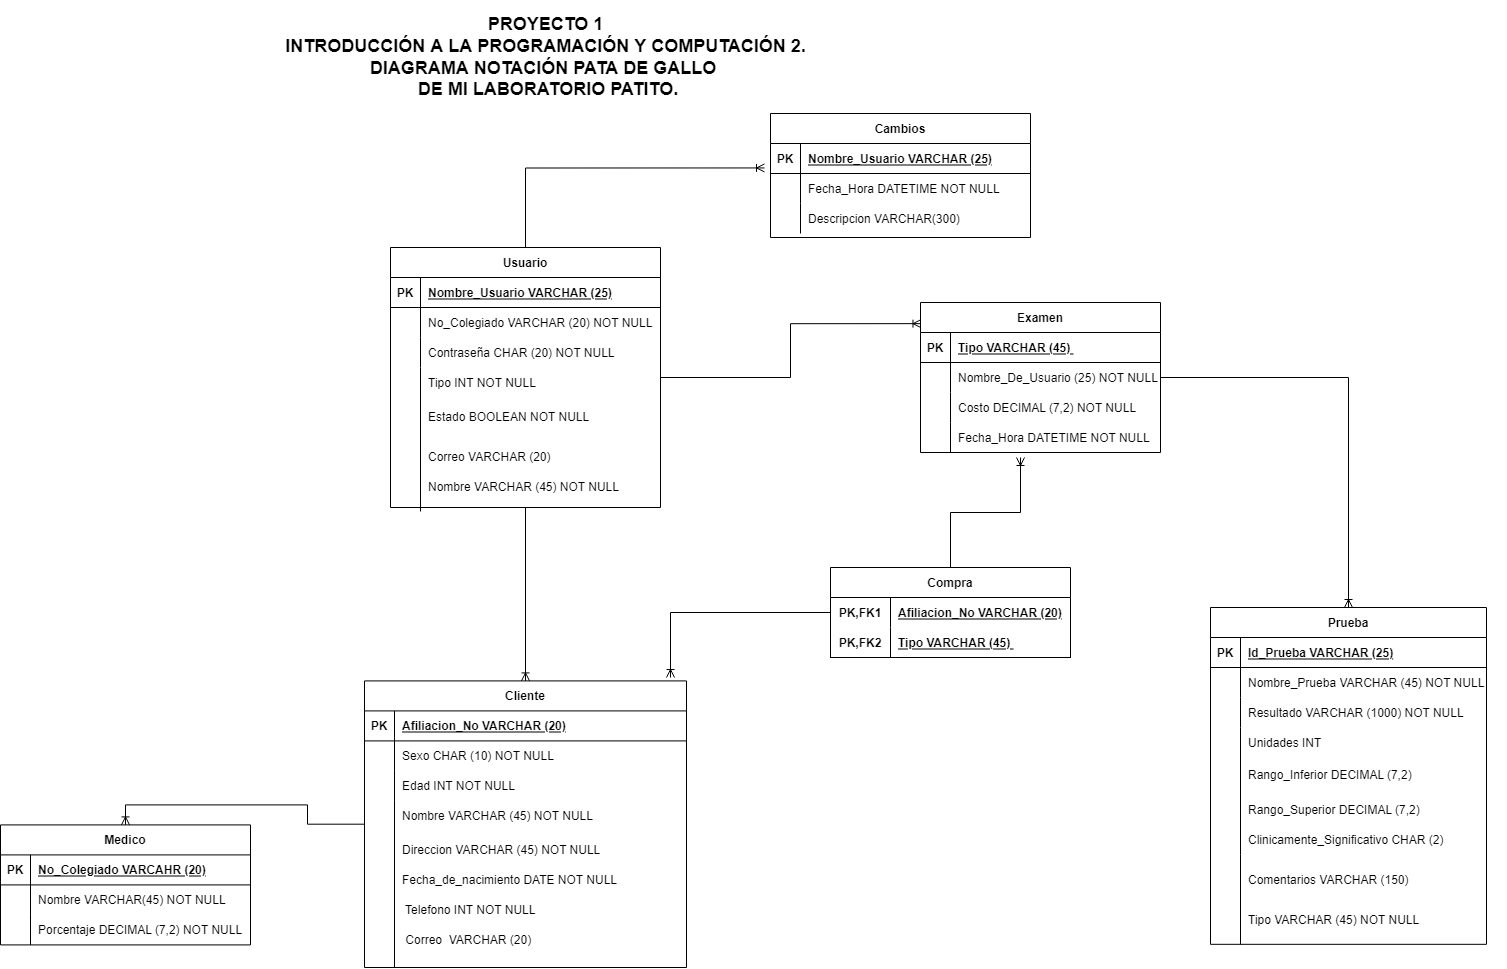 PROYECTO 1
INTRODUCCIÓN A LA PROGRAMACIÓN Y COMPUTACIÓN 2.
DIAGRAMA NOTACIÓN PATA DE GALLO
DE MI LABORATORIO PATITO.
Cambios
PK Nombre_Usuario VARCHAR (25)
Fecha_Hora DATETIME NOT NULL
Descripcion VARCHAR(300)
Usuario
PK Nombre_Usuario VARCHAR (25)
No_Colegiado VARCHAR (20) NOT NULL
Contraseña CHAR (20) NOT NULL
Tipo INT NOT NULL
Estado BOOLEAN NOT NULL
Correo VARCHAR (20)
Nombre VARCHAR (45) NOT NULL
Examen
PK Tipo VARCHAR (45)
Nombre_De_Usuario (25) NOT NULL
Costo DECIMAL (7,2) NOT NULL
Fecha_Hora DATETIME NOT NULL
Compra
PK,FK1 Afiliacion_No VARCHAR (20)
PK,FK2 Tipo VARCHAR (45)
Prueba
PK Id_Prueba VARCHAR (25)
Nombre_Prueba VARCHAR (45) NOT NULL
Resultado VARCHAR (1000) NOT NULL
Unidades INT
Rango_Inferior DECIMAL (7,2)
Rango_Superior DECIMAL (7,2)
Clinicamente_Significativo CHAR (2)
Comentarios VARCHAR (150)
Tipo VARCHAR (45) NOT NULL
Cliente
PK Afiliacion_No VARCHAR (20)
Sexo CHAR (10) NOT NULL
Edad INT NOT NULL
Nombre VARCHAR (45) NOT NULL
Direccion VARCHAR (45) NOT NULL
Fecha_de_nacimiento DATE NOT NULL
Telefono INT NOT NULL
Correo VARCHAR (20)
Medico
PK No_Colegiado VARCAHR (20)
Nombre VARCHAR(45) NOT NULL
Porcentaje DECIMAL (7,2) NOT NULL